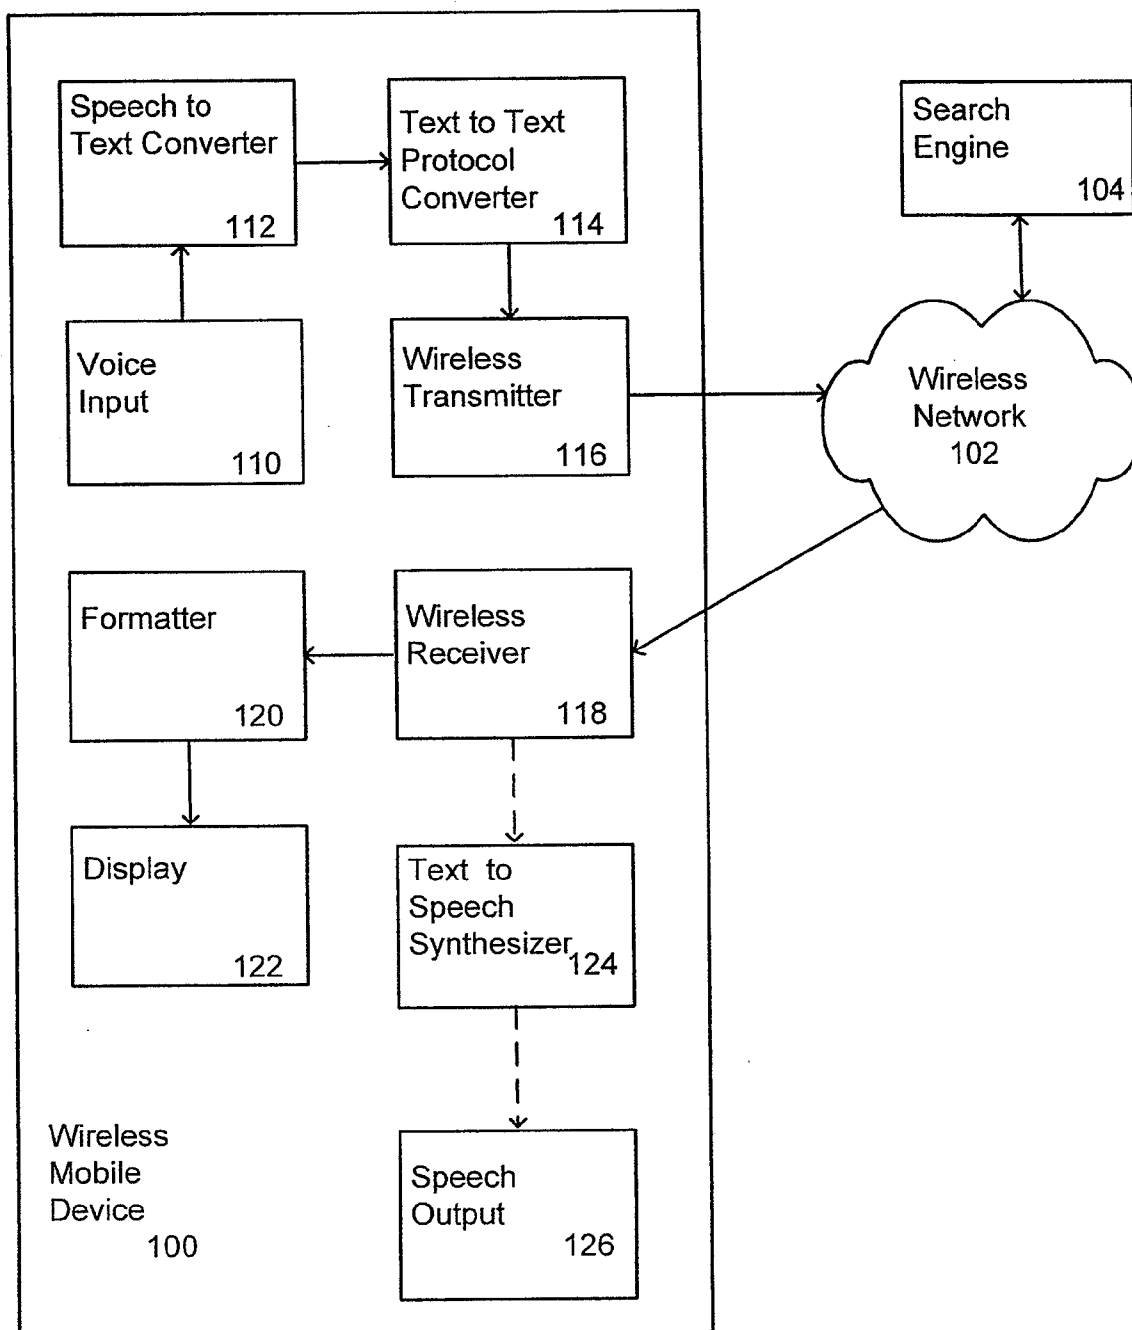 Speech to
Text Converter
112
Text to Text
Protocol
Converter
114
Search
Engine
104
Voice
Input
110
Wireless
Transmitter
116
Wireless
Network
102
Formatter
120
Wireless
Receiver
118
Display
122
Text to
Speech
Synthesizer
124
Wireless
Mobile
Device
100
Speech
Output
126